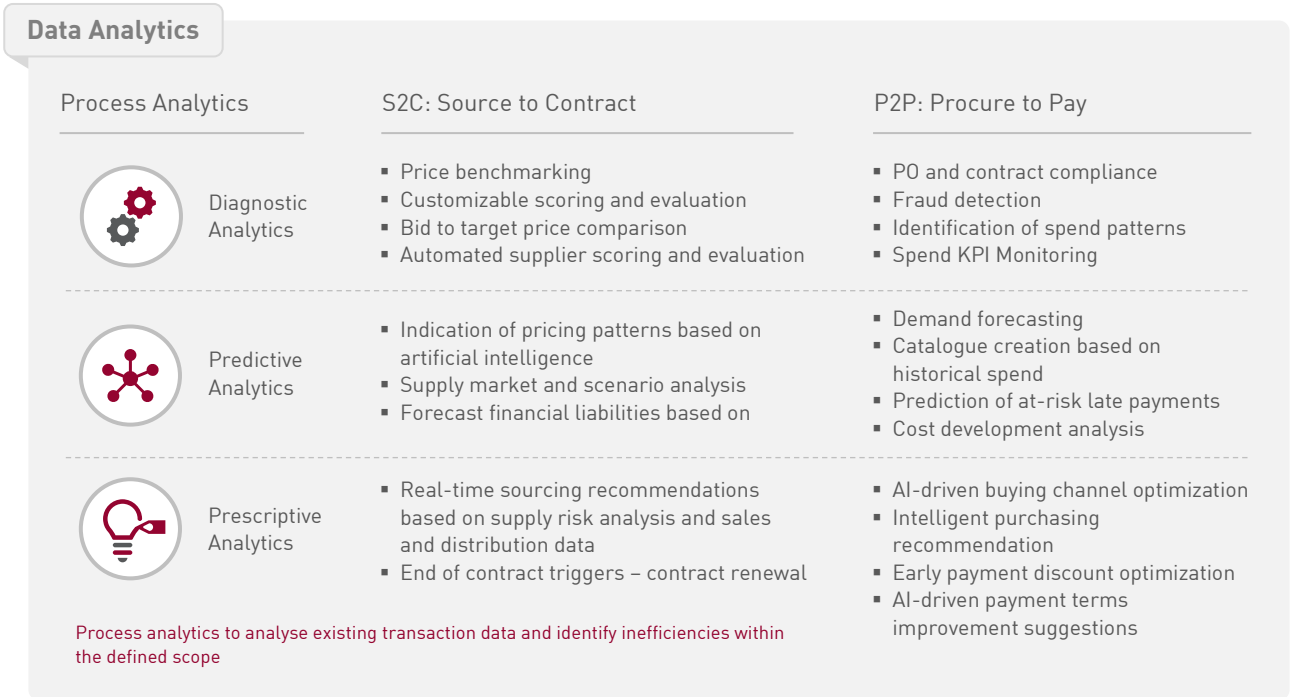 Data Analytics
Process Analytics
S2C: Source to Contract
P2P: Procure to Pay
Diagnostic
Analytics
▪ Price benchmarking
▪ Customizable scoring and evaluation
▪ Bid to target price comparison
▪ Automated supplier scoring and evaluation
▪ PO and contract compliance
▪ Fraud detection
▪ Identification of spend patterns
▪ Spend KPI Monitoring
Predictive
Analytics
▪ Indication of pricing patterns based on
artificial intelligence
▪ Supply market and scenario analysis
▪ Forecast financial liabilities based on
▪ Demand forecasting
▪ Catalogue creation based on
historical spend
▪ Prediction of at-risk late payments
▪ Cost development analysis
Prescriptive
Analytics
▪ Real-time sourcing recommendations
based on supply risk analysis and sales
and distribution data
▪ End of contract triggers – contract renewal
▪ AI-driven buying channel optimization
▪ Intelligent purchasing
recommendation
▪ Early payment discount optimization
▪ AI-driven payment terms
improvement suggestions
Process analytics to analyse existing transaction data and identify inefficiencies within
the defined scope